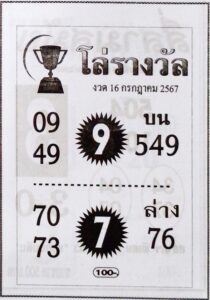 โล่รางวัล
งวด 16 กรกฎาคม 2567
09 9 บน
49 549
70 7 ล่าง
73 76
100.-